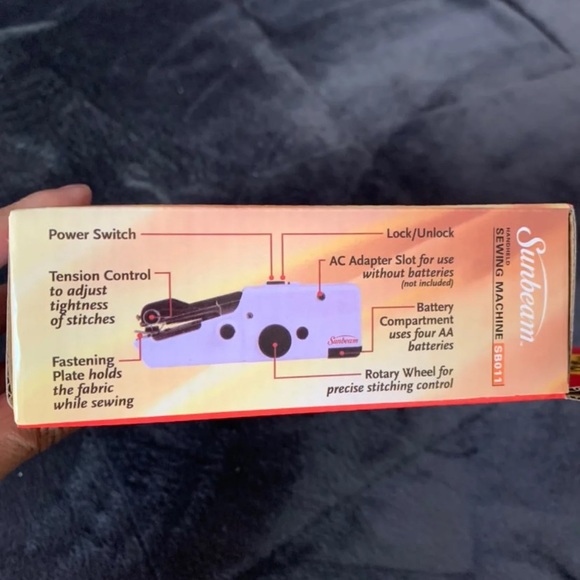 Power Switch
Lock/Unlock
Tension Control
to adjust
tightness
of stitches
AC Adapter Slot for use
without batteries
(not included)
Battery
Compartment
uses four AA
batteries
Fastening
Plate holds
the fabric
while sewing
Rotary Wheel for
precise stitching control
Sunbeam
Sunbeam.
HANDHELD
SEWING MACHINE SB011